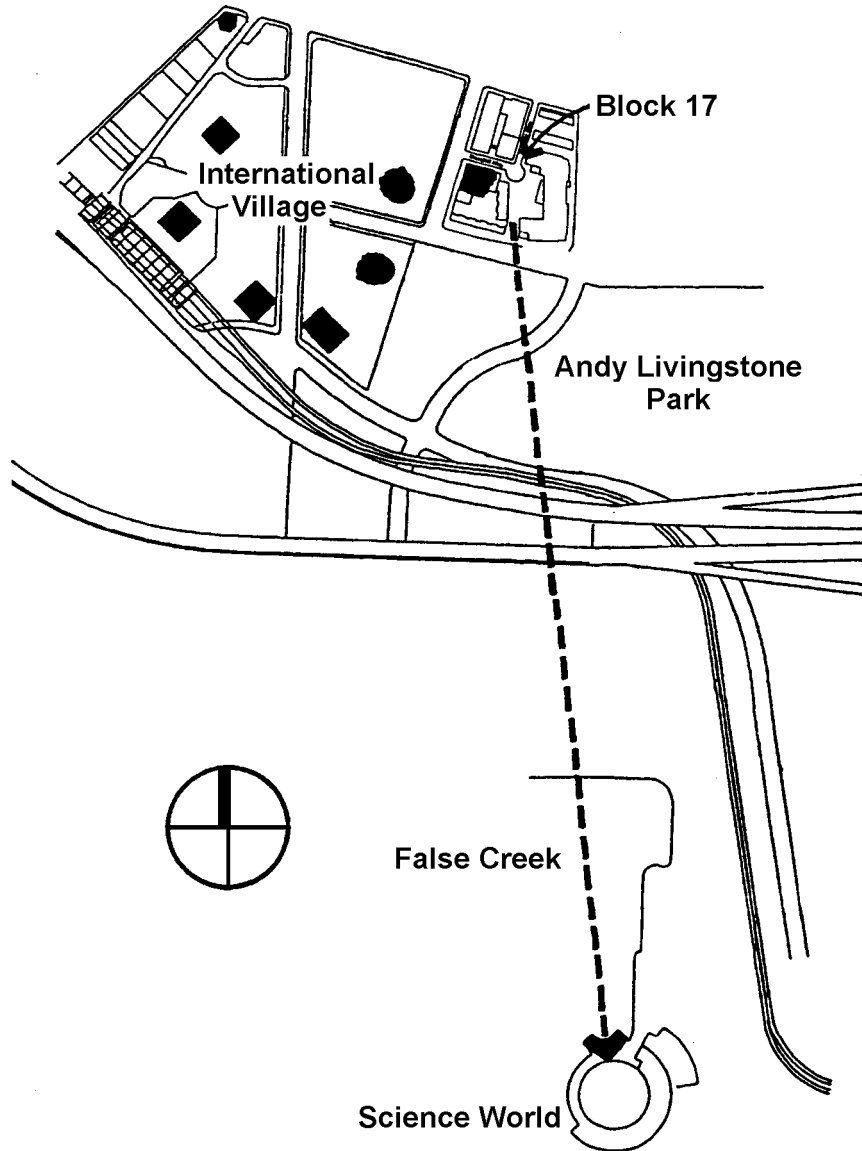 Block 17
International
Village
Andy Livingstone
Park
False Creek
Science World